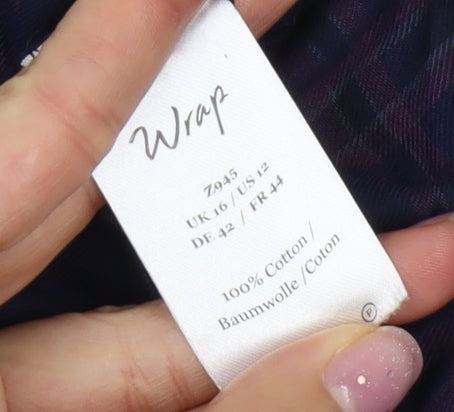 Wrap
Z945
UK 16 / US 12
DE 42 / FR 44
100% Cotton /
Baumwolle /Coton
P